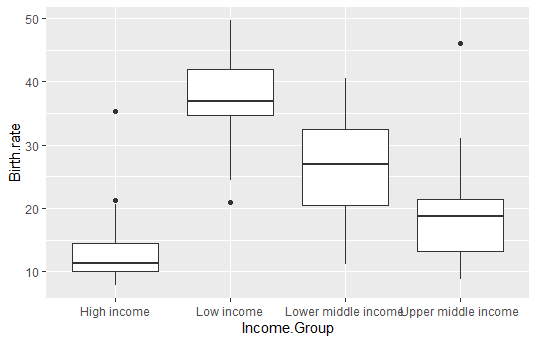 50
40
30
20
10
Birth.rate
High income
Low income
Lower middle income
Upper middle income
Income.Group